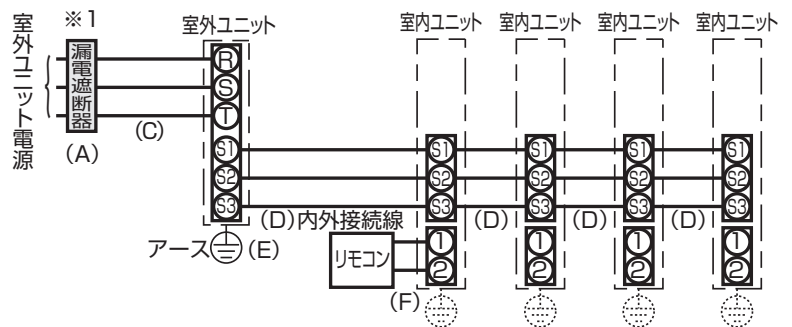 室外ユニット電源
※1
漏電遮断器
(A)
(C)
室外ユニット
R
S
T
S1
S2
S3
アース
(E)
(D)内外接続線
(D)
(D)
(D)
リモコン
(F)
室内ユニット
S1
S2
S3
1
2
室内ユニット
S1
S2
S3
1
2
室内ユニット
S1
S2
S3
1
2
室内ユニット
S1
S2
S3
1
2